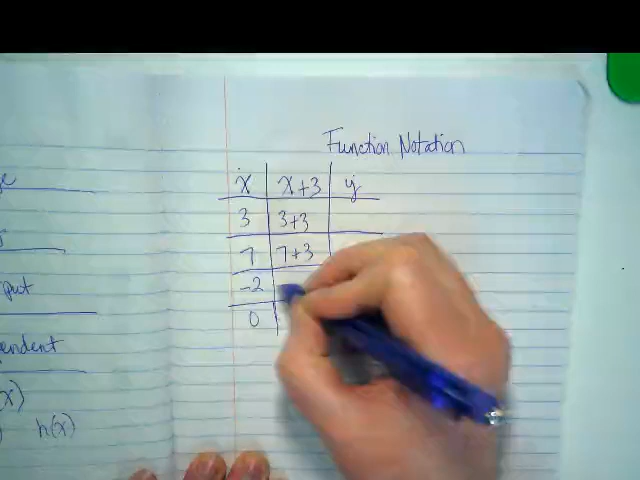 Function Notation
x x+3 y
3 3+3
7 7+3
-2
0
h(x)